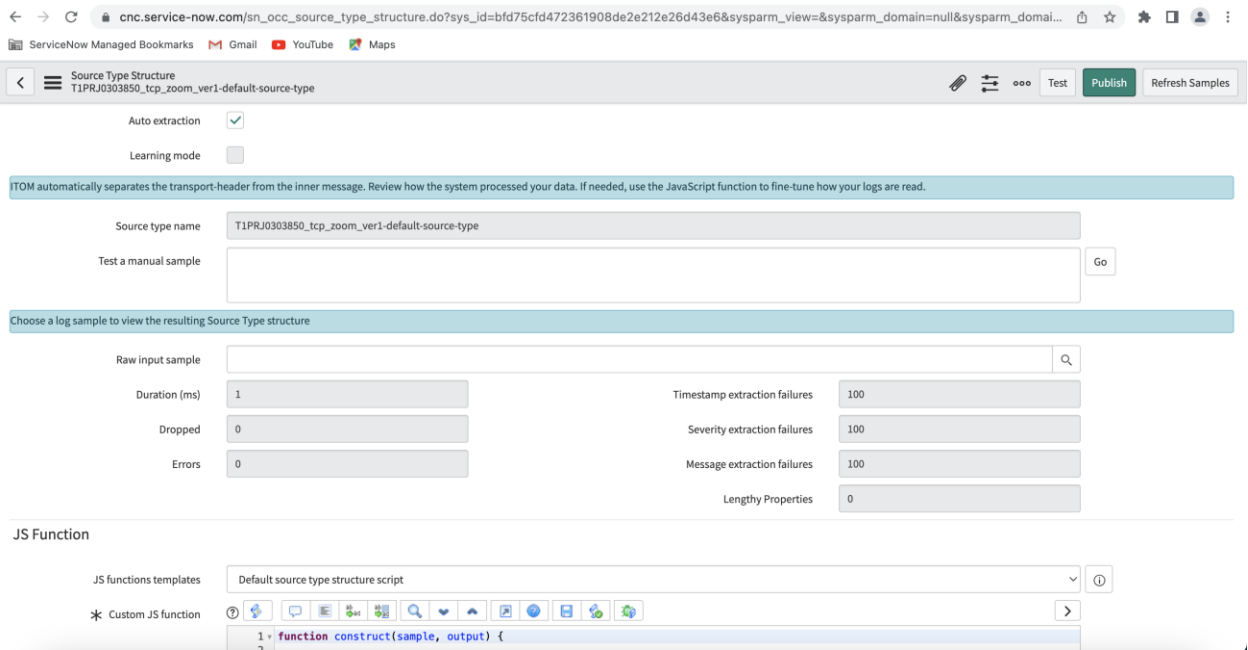 cnc.service-now.com/sn_occ_source_type_structure.do?sys_id=bfd75cfd472361908de2e212e26d43e6&sysparm_view=&sysparm_domain=null&sysparm_domai...
ServiceNow Managed Bookmarks Gmail YouTube Maps
Source Type Structure
T1PRJ0303850_tcp_zoom_ver1-default-source-type
Test Publish Refresh Samples
Auto extraction
Learning mode
ITOM automatically separates the transport-header from the inner message. Review how the system processed your data. If needed, use the JavaScript function to fine-tune how your logs are read.
Source type name T1PRJ0303850_tcp_zoom_ver1-default-source-type
Test a manual sample Go
Choose a log sample to view the resulting Source Type structure
Raw input sample
Duration (ms) 1 Timestamp extraction failures 100
Dropped 0 Severity extraction failures 100
Errors 0 Message extraction failures 100
Lengthy Properties 0
JS Function
JS functions templates Default source type structure script
Custom JS function
1 function construct(sample, output) {